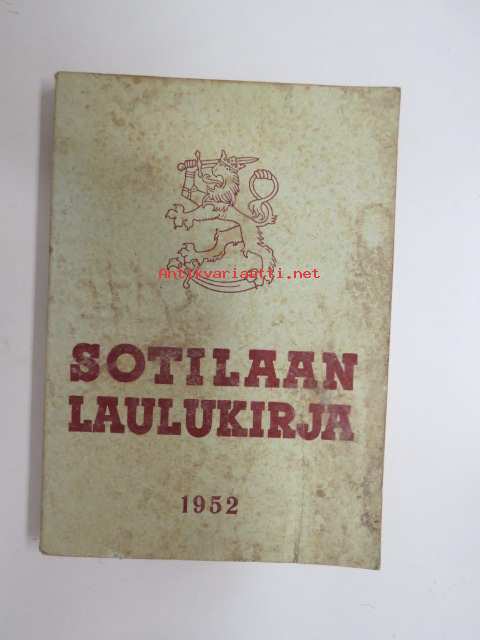 Antikvariaatti.net
SOTILAAN
LAULUKIRJA
1952